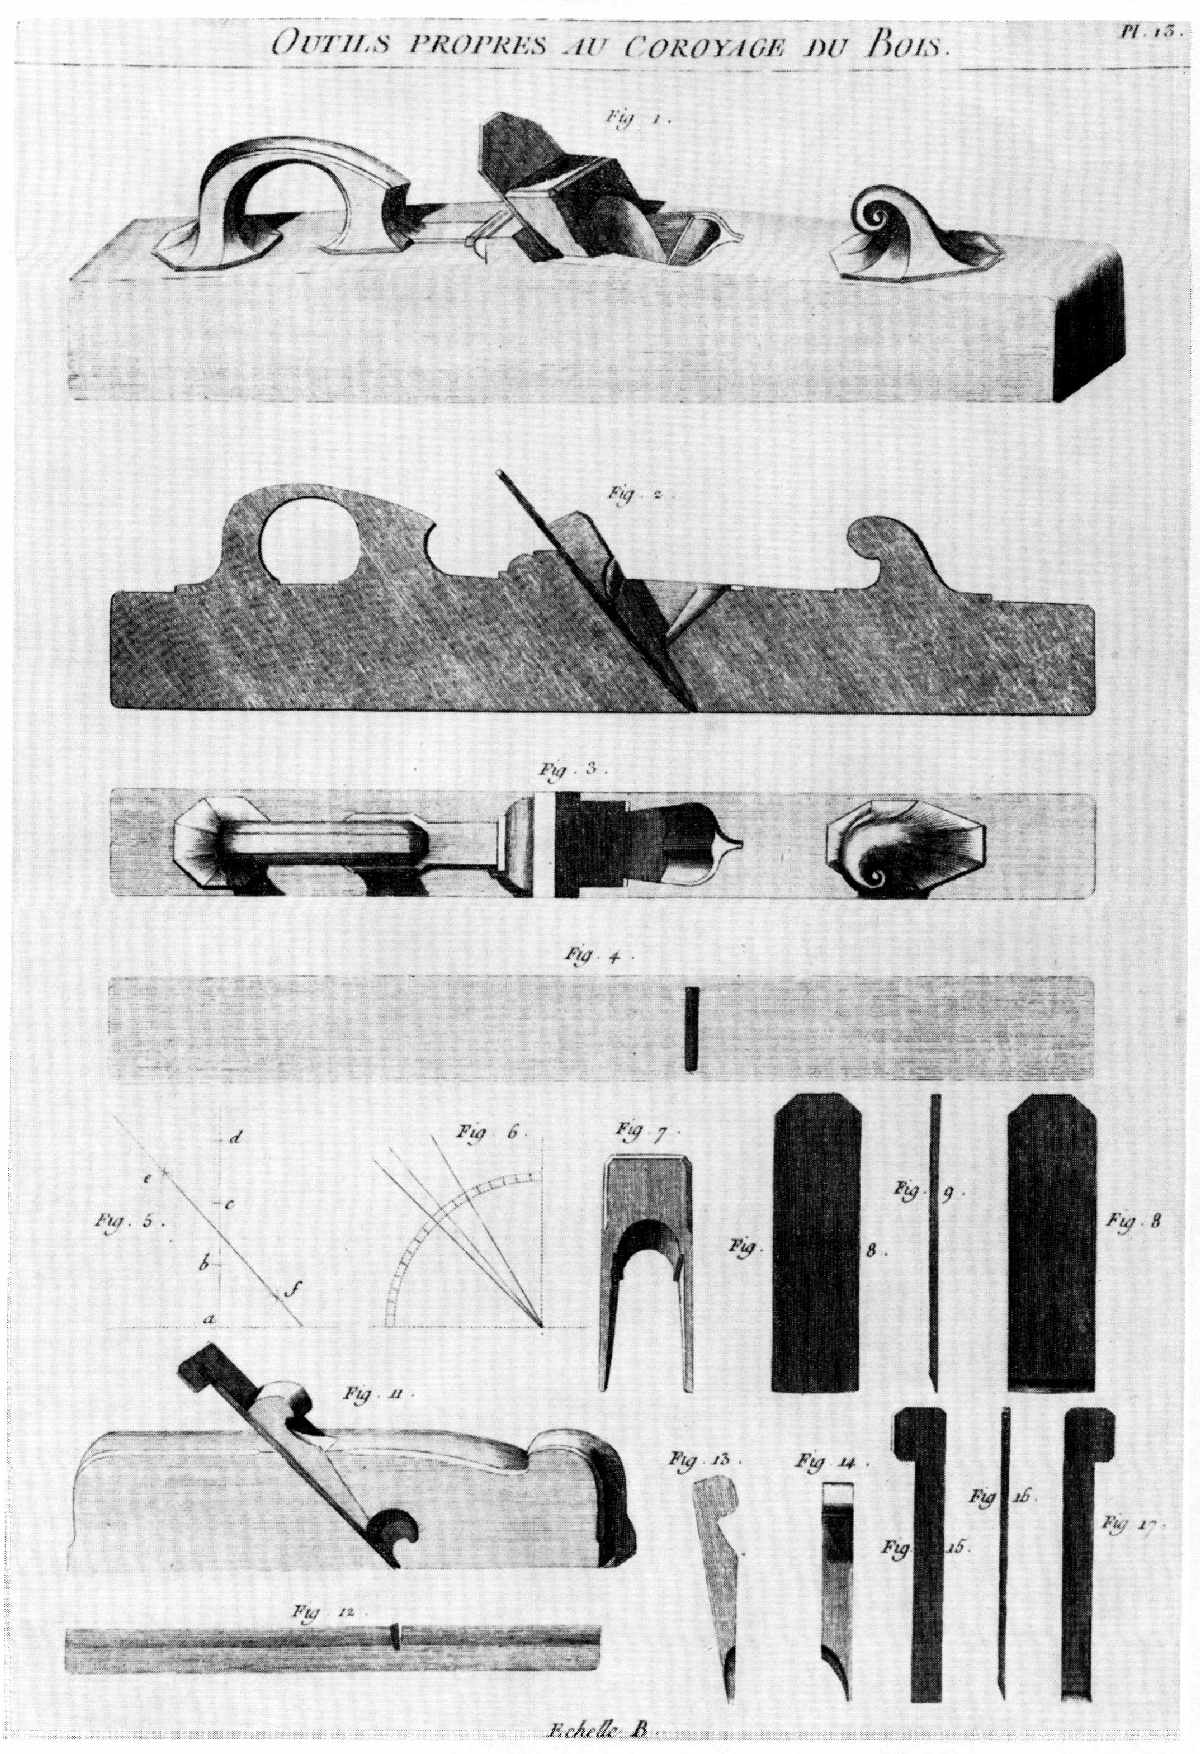 OUTILS PROPRES AU COROYAGE DU BOIS.
Pl. 13.
Fig 1.
Fig. 2.
Fig. 3.
Fig. 4.
d
e
c
Fig. 5.
b
f
a
Fig 6.
Fig. 7.
Fig. 8.
Fig. 9.
Fig. 8
Fig. 11.
Fig. 12.
Fig. 13.
Fig. 14.
Fig. 15.
Fig. 16.
Fig 17.
Echelle B.